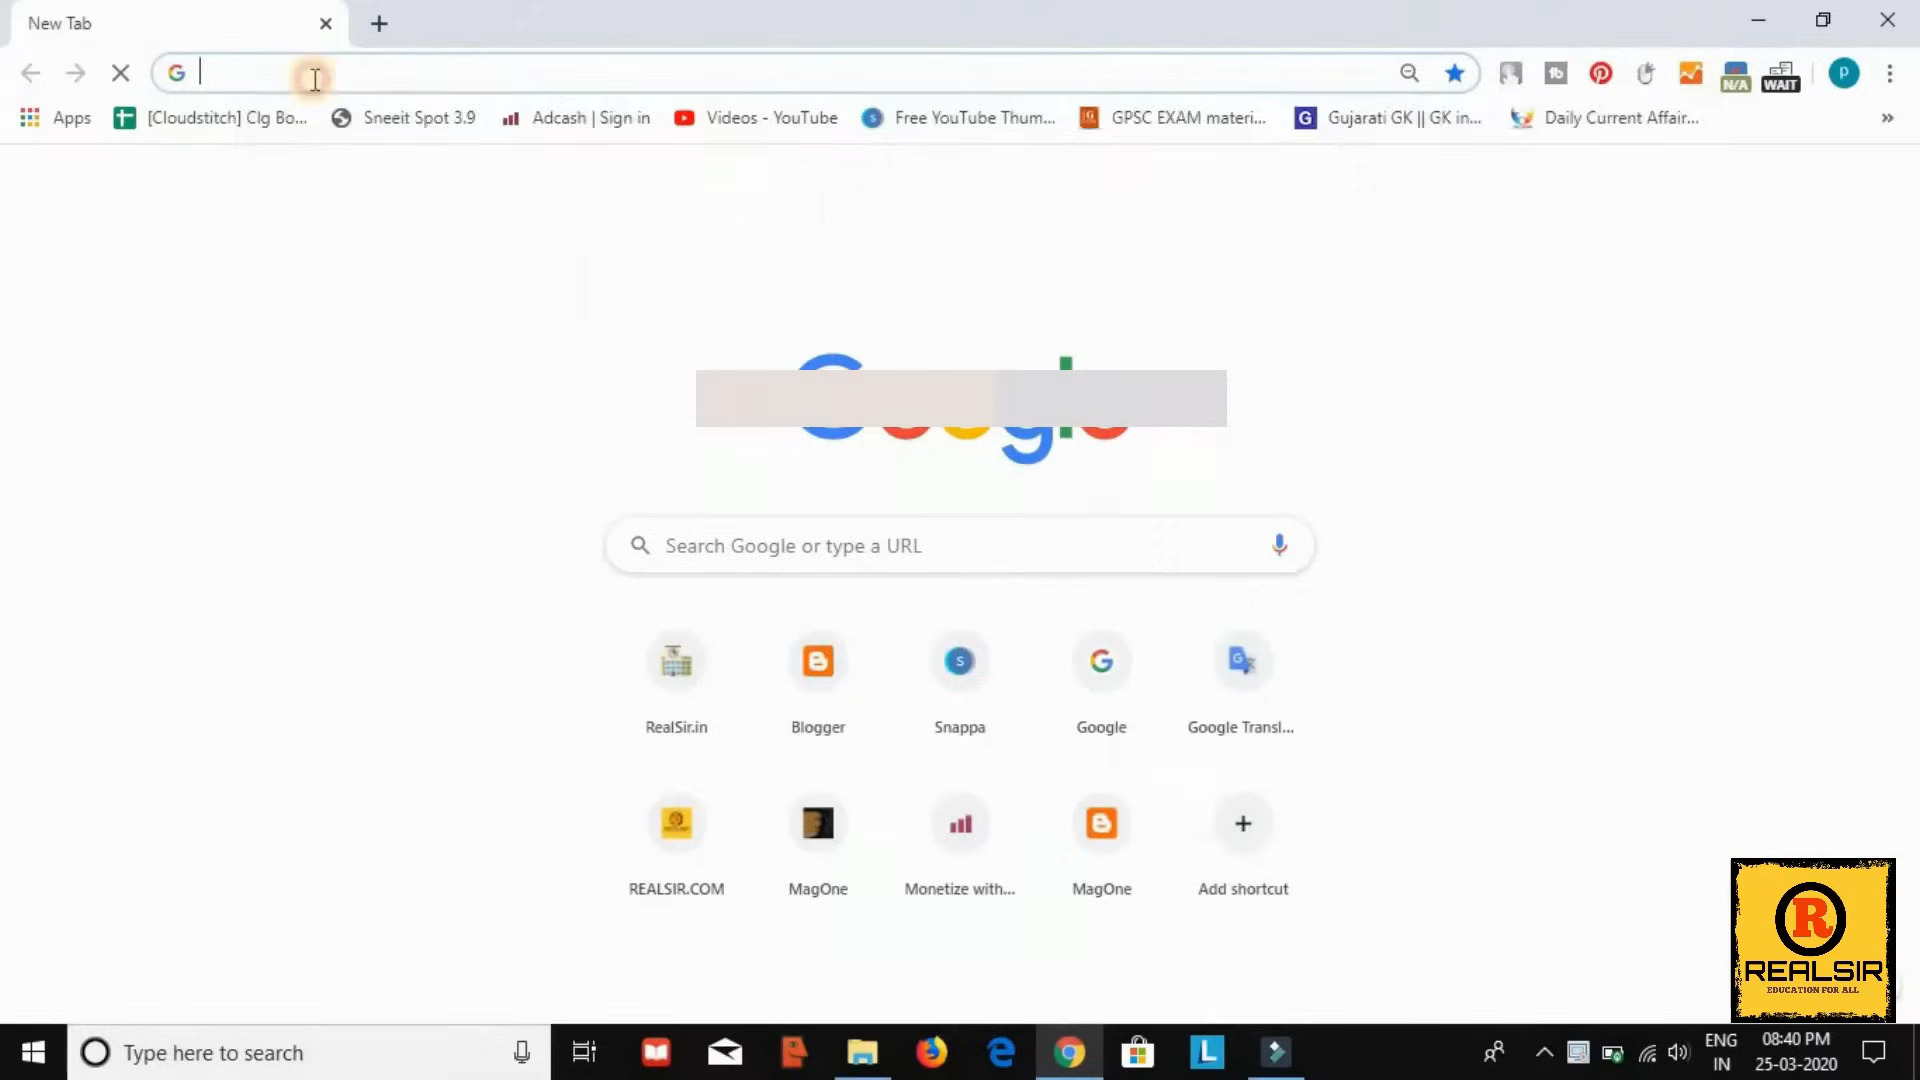 New Tab
Apps
[Cloudstitch] Clg Bo...
Sneeit Spot 3.9
Adcash | Sign in
Videos - YouTube
Free YouTube Thum...
GPSC EXAM materi...
G
Gujarati GK || GK in...
Daily Current Affair...
N/A
WAIT
P
Search Google or type a URL
RealSir.in
Blogger
Snappa
Google
Google Transl...
REALSIR.COM
MagOne
Monetize with...
MagOne
Add shortcut
R
REALSIR
EDUCATION FOR ALL
Type here to search
L
ENG
IN
08:40 PM
25-03-2020